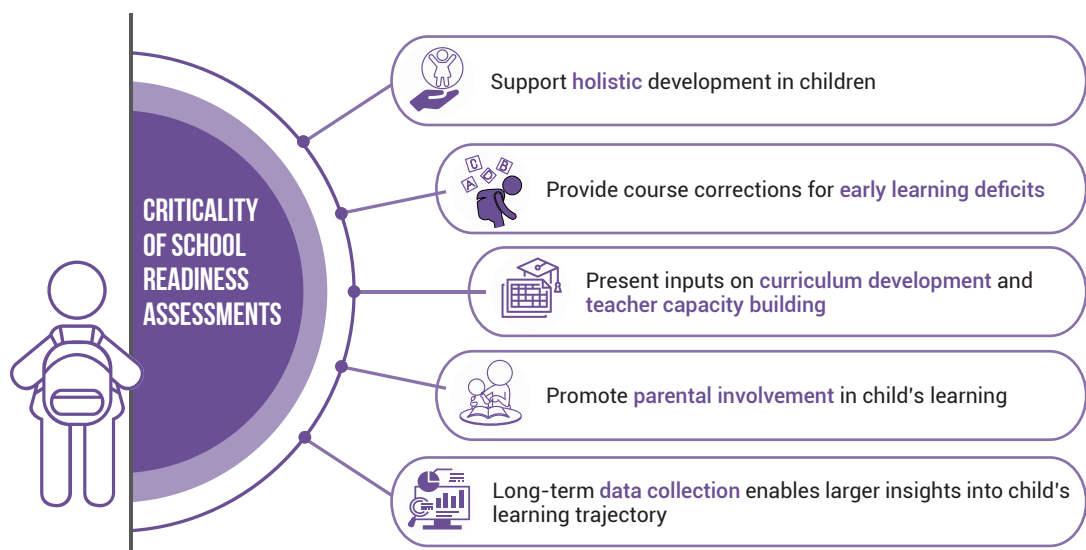 CRITICALITY
OF SCHOOL
READINESS
ASSESSMENTS
Support holistic development in children
C B
A D
Provide course corrections for early learning deficits
Present inputs on curriculum development and
teacher capacity building
Promote parental involvement in child's learning
Long-term data collection enables larger insights into child's
learning trajectory